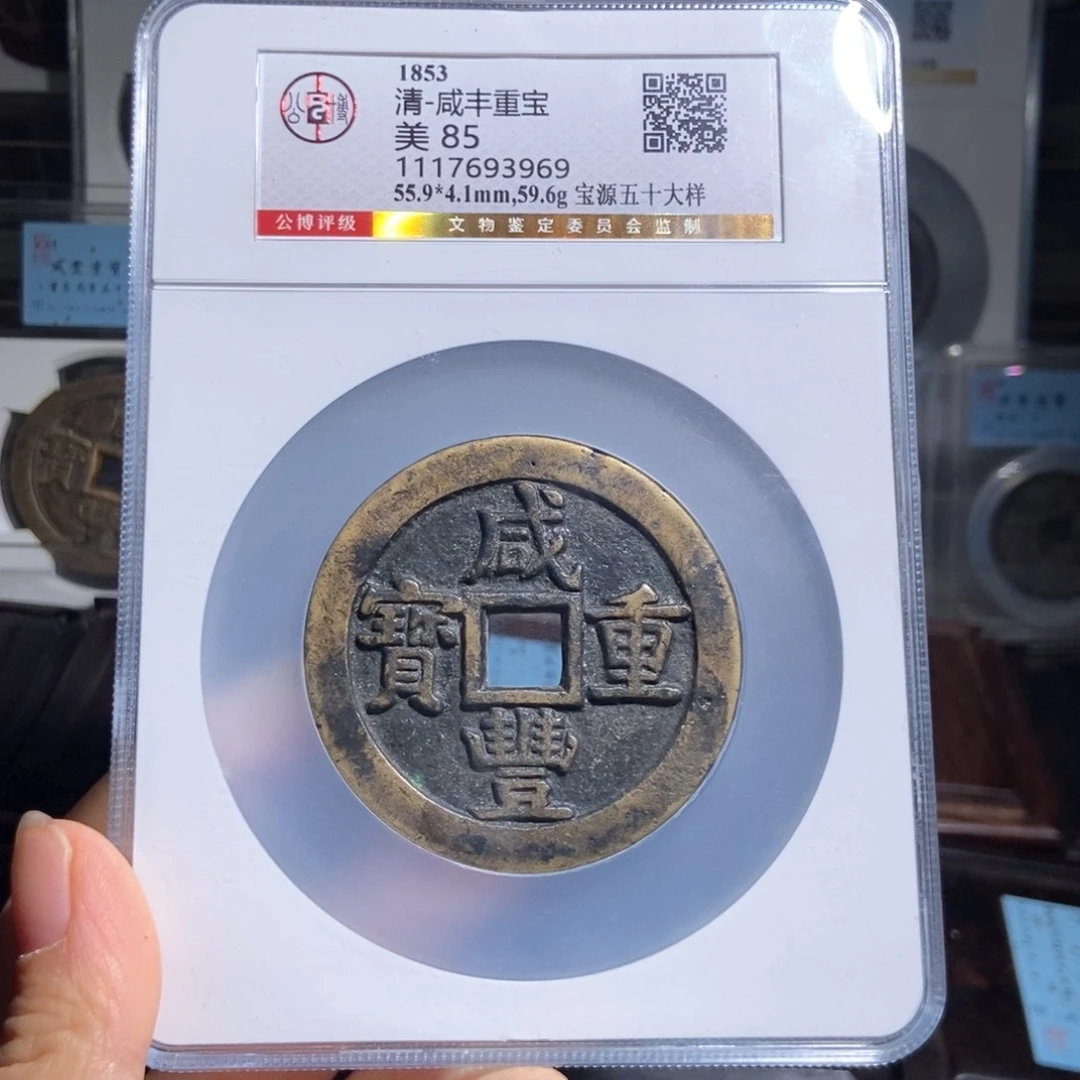 1853
清-咸丰重宝
美 85
1117693969
55.9*4.1mm,59.6g 宝源五十大样
公博评级 文物鉴定委员会监制
公博
咸
寶 重
豐